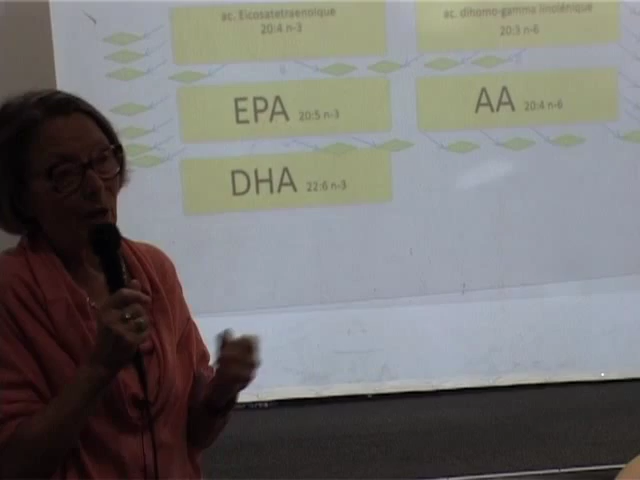 ac. Eicosatetraenoique
20:4 n-3
ac. dihomo-gamma linolénique
20:3 n-6
EPA 20:5 n-3
AA 20:4 n-6
DHA 22:6 n-3